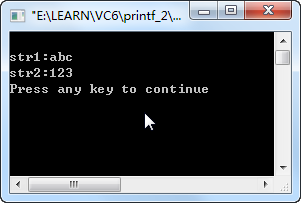 "E:\LEARN\VC6\printf_2\...
str1:abc
str2:123
Press any key to continue